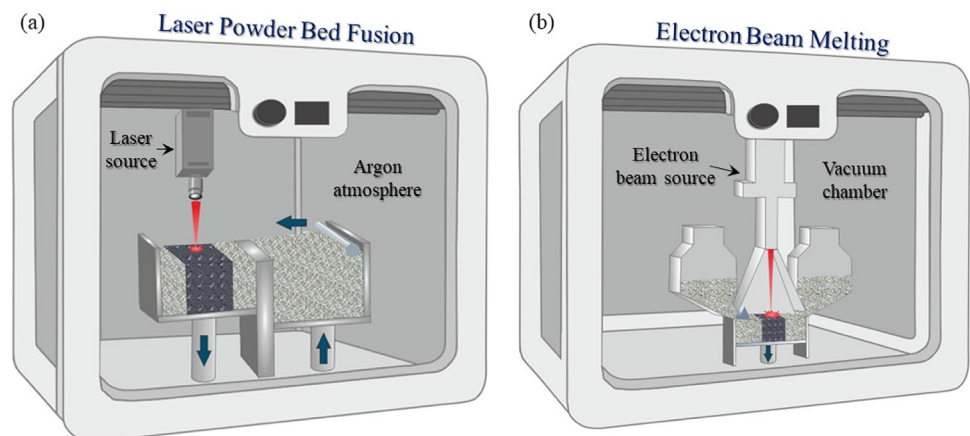 (a)
Laser Powder Bed Fusion
Laser
source
Argon
atmosphere
(b)
Electron Beam Melting
Electron
beam source
Vacuum
chamber